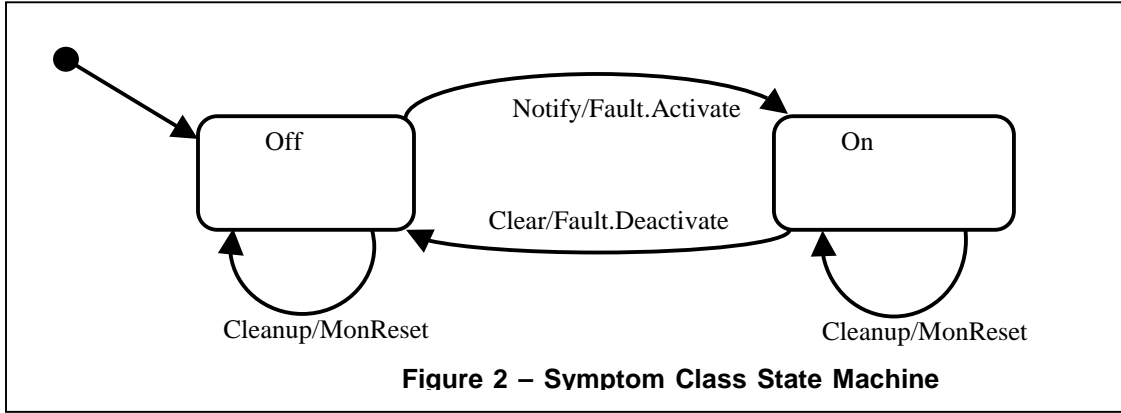 Notify/Fault.Activate
Off
On
Clear/Fault.Deactivate
Cleanup/MonReset
Cleanup/MonReset
Figure 2 – Symptom Class State Machine